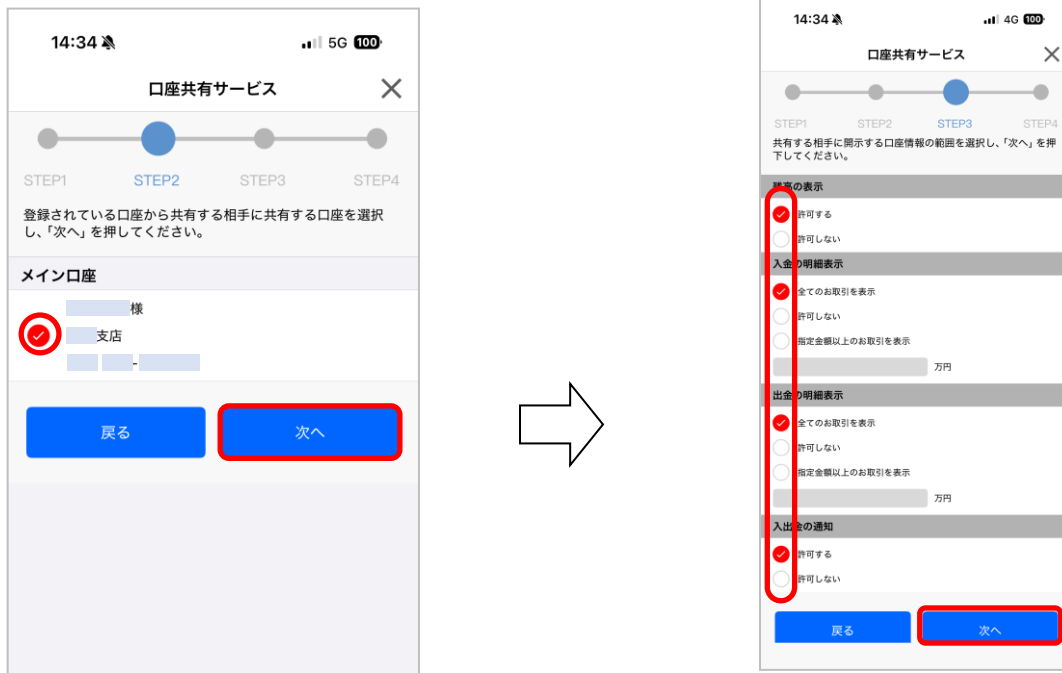 14:34
5G 100
口座共有サービス
STEP1 STEP2 STEP3 STEP4
登録されている口座から共有する相手に共有する口座を選択
し、「次へ」を押してください。
メイン口座
様
支店
-
戻る 次へ
14:34
4G 100
口座共有サービス
STEP1 STEP2 STEP3 STEP4
共有する相手に開示する口座情報の範囲を選択し、「次へ」を押
下してください。
残高の表示
許可する
許可しない
入金の明細表示
全てのお取引を表示
許可しない
指定金額以上のお取引を表示
万円
出金の明細表示
全てのお取引を表示
許可しない
指定金額以上のお取引を表示
万円
入出金の通知
許可する
許可しない
戻る 次へ